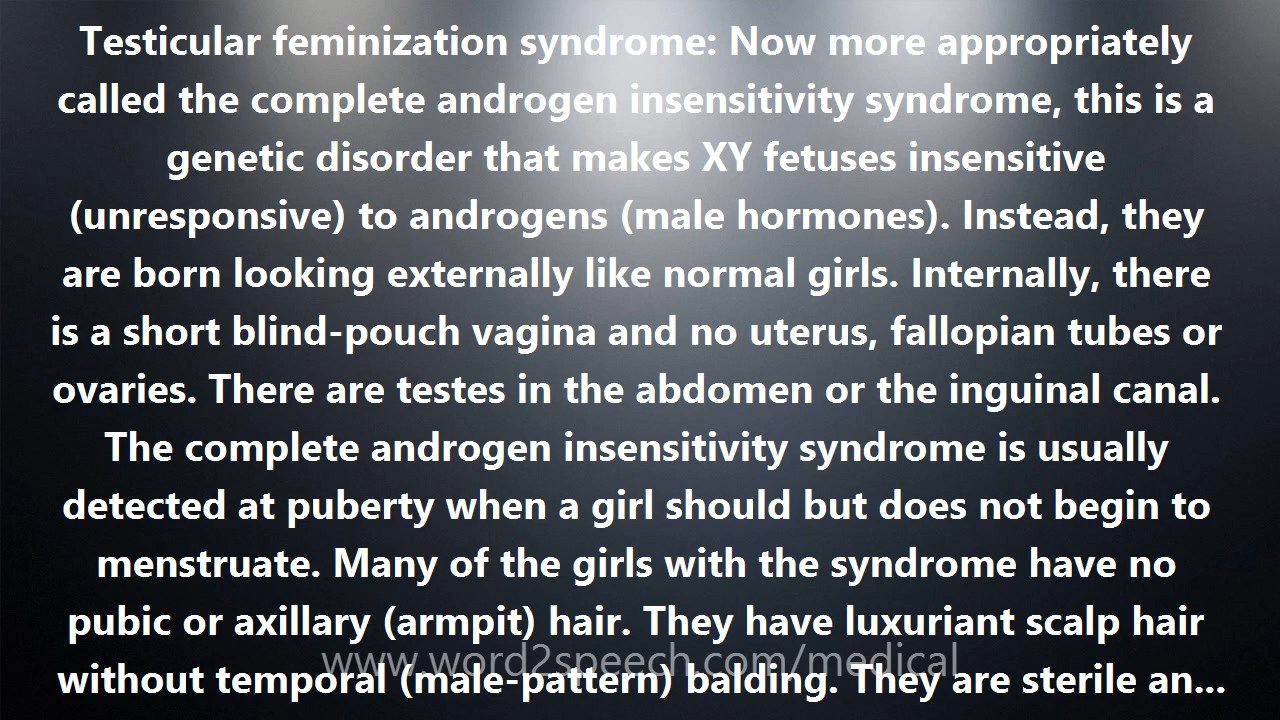 Testicular feminization syndrome: Now more appropriately
called the complete androgen insensitivity syndrome, this is a
genetic disorder that makes XY fetuses insensitive
(unresponsive) to androgens (male hormones). Instead, they
are born looking externally like normal girls. Internally, there
is a short blind-pouch vagina and no uterus, fallopian tubes or
ovaries. There are testes in the abdomen or the inguinal canal.
The complete androgen insensitivity syndrome is usually
detected at puberty when a girl should but does not begin to
menstruate. Many of the girls with the syndrome have no
pubic or axillary (armpit) hair. They have luxuriant scalp hair
www.word2speech.com/medical
without temporal (male-pattern) balding. They are sterile an...